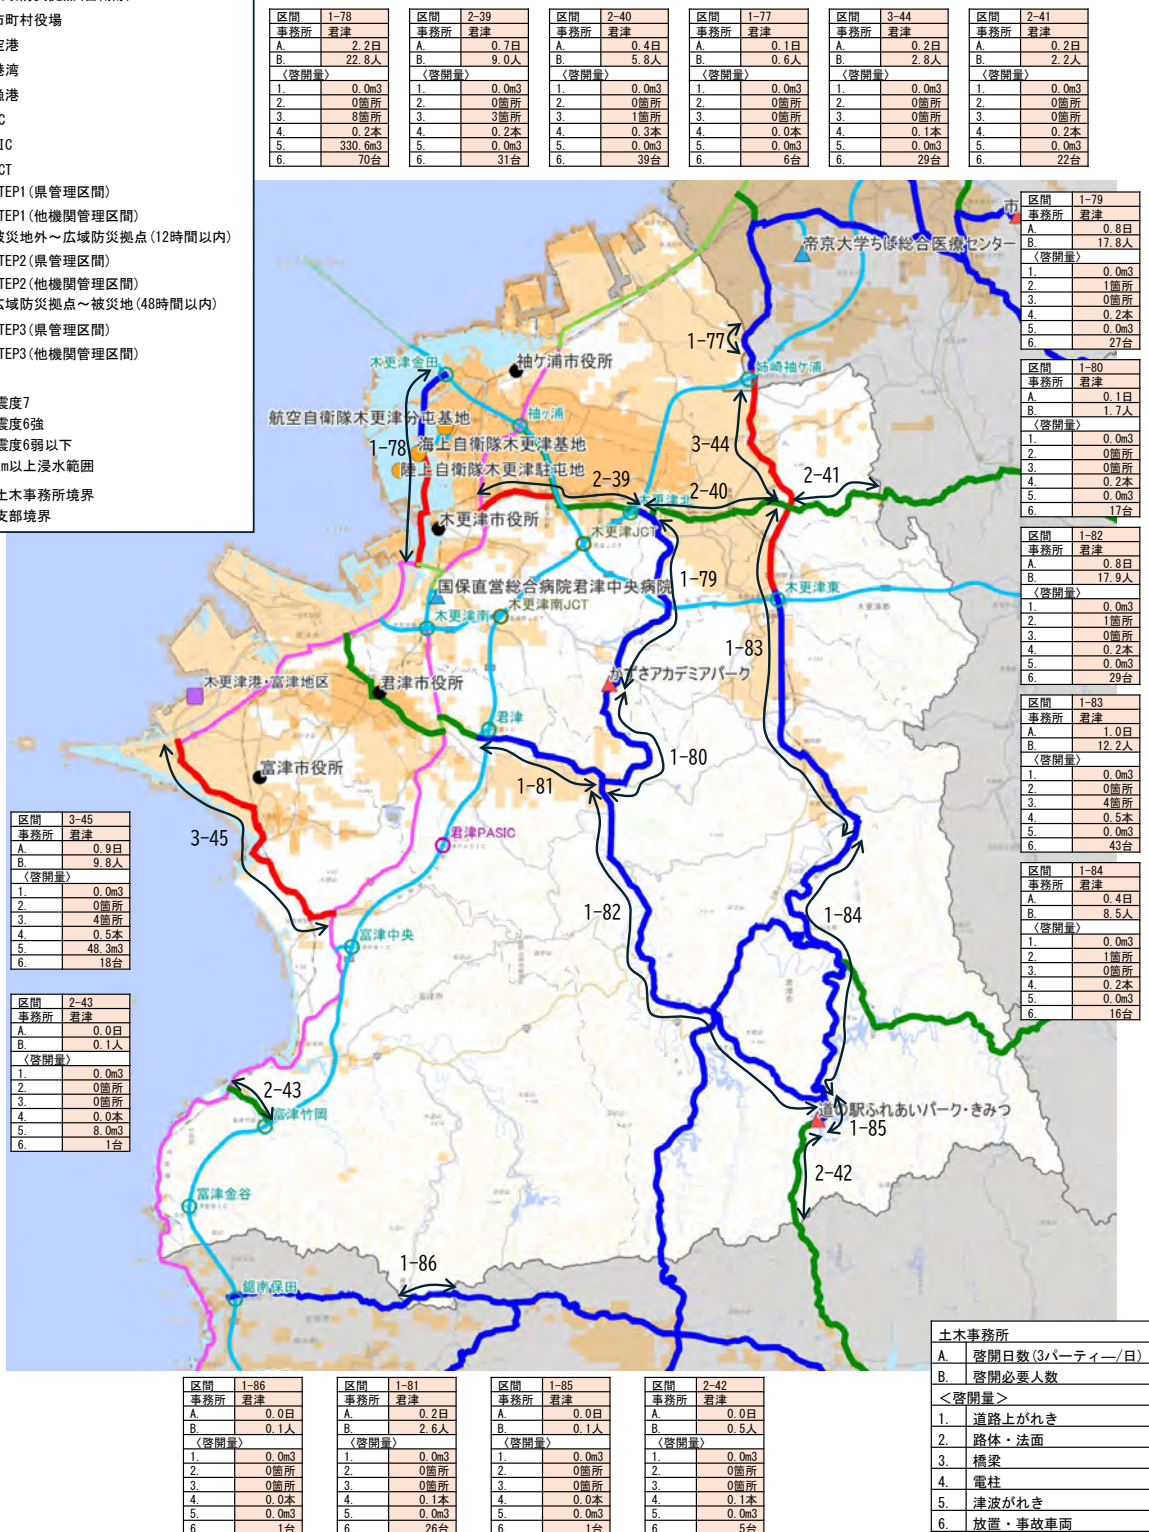 市町村役場
空港
港湾
漁港
IC
SIC
JCT
STEP1(県管理区間)
STEP1(他機関管理区間)
被災地外～広域防災拠点(12時間以内)
STEP2(県管理区間)
STEP2(他機関管理区間)
広域防災拠点～被災地(48時間以内)
STEP3(県管理区間)
STEP3(他機関管理区間)
震度7
震度6強
震度6弱以下
m以上浸水範囲
土木事務所境界
支部境界
区間 1-78
事務所 君津
A. 2.2日
B. 22.8人
〈啓開量〉
1. 0.0m3
2. 0箇所
3. 8箇所
4. 0.2本
5. 330.6m3
6. 70台
区間 2-39
事務所 君津
A. 0.7日
B. 9.0人
〈啓開量〉
1. 0.0m3
2. 0箇所
3. 3箇所
4. 0.2本
5. 0.0m3
6. 31台
区間 2-40
事務所 君津
A. 0.4日
B. 5.8人
〈啓開量〉
1. 0.0m3
2. 0箇所
3. 1箇所
4. 0.3本
5. 0.0m3
6. 39台
区間 1-77
事務所 君津
A. 0.1日
B. 0.6人
〈啓開量〉
1. 0.0m3
2. 0箇所
3. 0箇所
4. 0.0本
5. 0.0m3
6. 6台
区間 3-44
事務所 君津
A. 0.2日
B. 2.8人
〈啓開量〉
1. 0.0m3
2. 0箇所
3. 0箇所
4. 0.1本
5. 0.0m3
6. 29台
区間 2-41
事務所 君津
A. 0.2日
B. 2.2人
〈啓開量〉
1. 0.0m3
2. 0箇所
3. 0箇所
4. 0.2本
5. 0.0m3
6. 22台
区間 1-79
事務所 君津
A. 0.8日
B. 17.8人
〈啓開量〉
1. 0.0m3
2. 1箇所
3. 0箇所
4. 0.2本
5. 0.0m3
6. 27台
区間 1-80
事務所 君津
A. 0.1日
B. 1.7人
〈啓開量〉
1. 0.0m3
2. 0箇所
3. 0箇所
4. 0.2本
5. 0.0m3
6. 17台
区間 1-82
事務所 君津
A. 0.8日
B. 17.9人
〈啓開量〉
1. 0.0m3
2. 1箇所
3. 0箇所
4. 0.2本
5. 0.0m3
6. 29台
区間 1-83
事務所 君津
A. 1.0日
B. 12.2人
〈啓開量〉
1. 0.0m3
2. 0箇所
3. 4箇所
4. 0.5本
5. 0.0m3
6. 43台
区間 1-84
事務所 君津
A. 0.4日
B. 8.5人
〈啓開量〉
1. 0.0m3
2. 1箇所
3. 0箇所
4. 0.2本
5. 0.0m3
6. 16台
市
帝京大学ちば総合医療センター
1-77
木更津金田
袖ケ浦市役所
姉崎袖ケ浦
航空自衛隊木更津分屯基地
袖ケ浦
1-78
海上自衛隊木更津基地
3-44
陸上自衛隊木更津駐屯地
2-39
2-40
2-41
木更津北
木更津市役所
木更津JCT
国保直営総合病院君津中央病院
1-79
木更津東
木更津南JCT
木更津南
1-83
かずさアカデミアパーク
木更津港・富津地区
君津市役所
君津
1-80
富津市役所
1-81
3-45
君津PASIC
1-82
1-84
富津中央
2-43
富津竹岡
道の駅ふれあいパーク・きみつ
1-85
2-42
富津金谷
1-86
鋸南保田
区間 3-45
事務所 君津
A. 0.9日
B. 9.8人
〈啓開量〉
1. 0.0m3
2. 0箇所
3. 4箇所
4. 0.5本
5. 48.3m3
6. 18台
区間 2-43
事務所 君津
A. 0.0日
B. 0.1人
〈啓開量〉
1. 0.0m3
2. 0箇所
3. 0箇所
4. 0.0本
5. 8.0m3
6. 1台
区間 1-86
事務所 君津
A. 0.0日
B. 0.1人
〈啓開量〉
1. 0.0m3
2. 0箇所
3. 0箇所
4. 0.0本
5. 0.0m3
6. 1台
区間 1-81
事務所 君津
A. 0.2日
B. 2.6人
〈啓開量〉
1. 0.0m3
2. 0箇所
3. 0箇所
4. 0.1本
5. 0.0m3
6. 26台
区間 1-85
事務所 君津
A. 0.0日
B. 0.1人
〈啓開量〉
1. 0.0m3
2. 0箇所
3. 0箇所
4. 0.0本
5. 0.0m3
6. 1台
区間 2-42
事務所 君津
A. 0.0日
B. 0.5人
〈啓開量〉
1. 0.0m3
2. 0箇所
3. 0箇所
4. 0.1本
5. 0.0m3
6. 5台
土木事務所
A. 啓開日数(3パーティー/日)
B. 啓開必要人数
＜啓開量＞
1. 道路上がれき
2. 路体・法面
3. 橋梁
4. 電柱
5. 津波がれき
6. 放置・事故車両